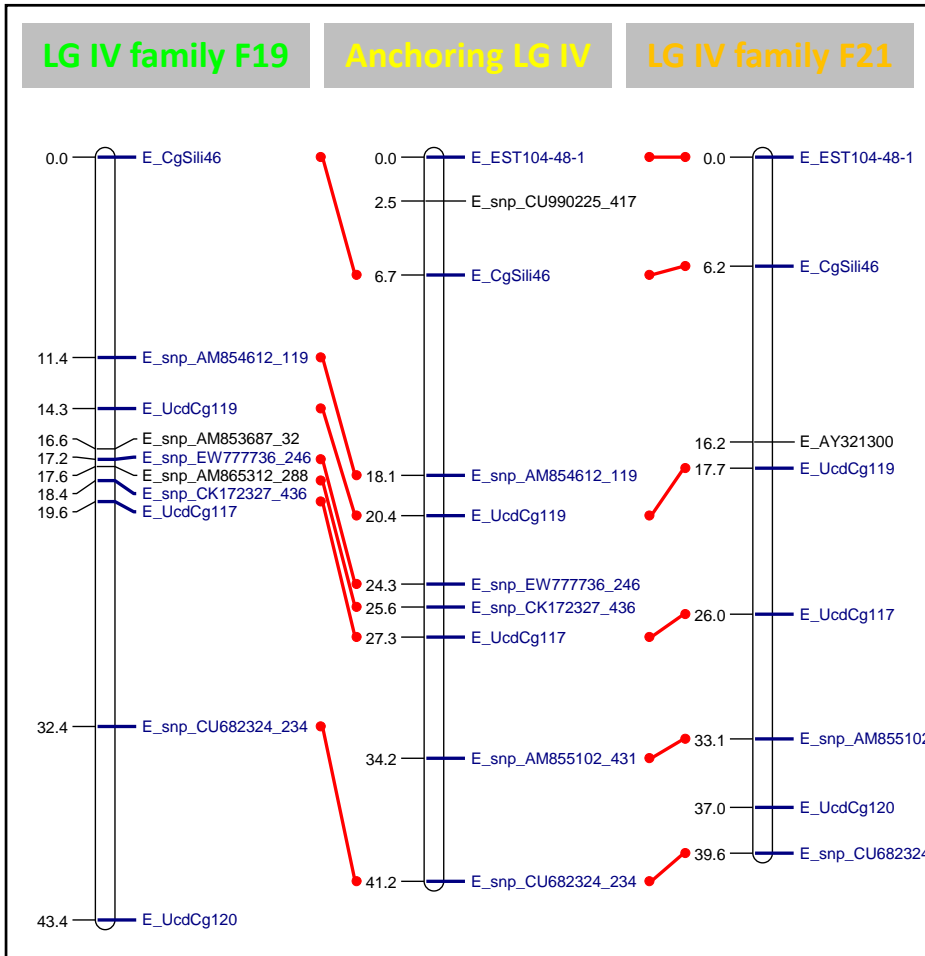 LG IV family F19
Anchoring LG IV
LG IV family F21
0.0 E_CgSili46
11.4 E_snp_AM854612_119
14.3 E_UcdCg119
16.6 E_snp_AM853687_32
17.2 E_snp_EW777736_246
17.6 E_snp_AM865312_288
18.4 E_snp_CK172327_436
19.6 E_UcdCg117
32.4 E_snp_CU682324_234
43.4 E_UcdCg120
0.0 E_EST104-48-1
2.5 E_snp_CU990225_417
6.7 E_CgSili46
18.1 E_snp_AM854612_119
20.4 E_UcdCg119
24.3 E_snp_EW777736_246
25.6 E_snp_CK172327_436
27.3 E_UcdCg117
34.2 E_snp_AM855102_431
41.2 E_snp_CU682324_234
0.0 E_EST104-48-1
6.2 E_CgSili46
16.2 E_AY321300
17.7 E_UcdCg119
26.0 E_UcdCg117
33.1 E_snp_AM855102
37.0 E_UcdCg120
39.6 E_snp_CU682324